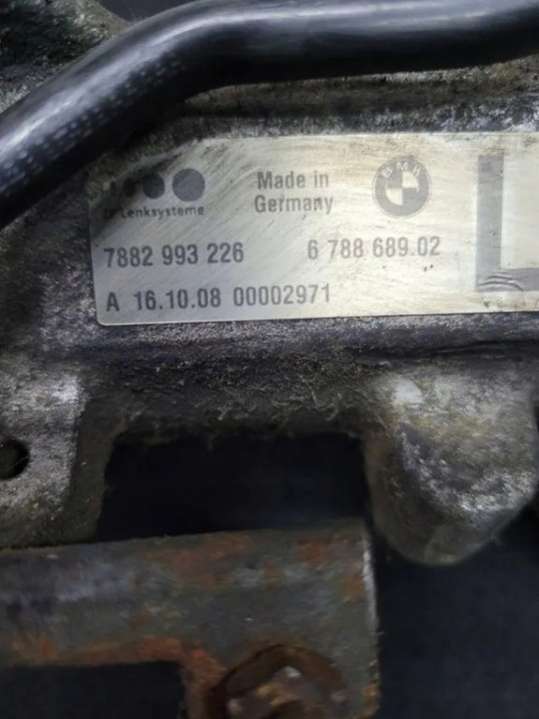 ZF Lenksysteme
Made in
Germany
BMW
7882 993 226 6 788 689.02
A 16.10.08 00002971